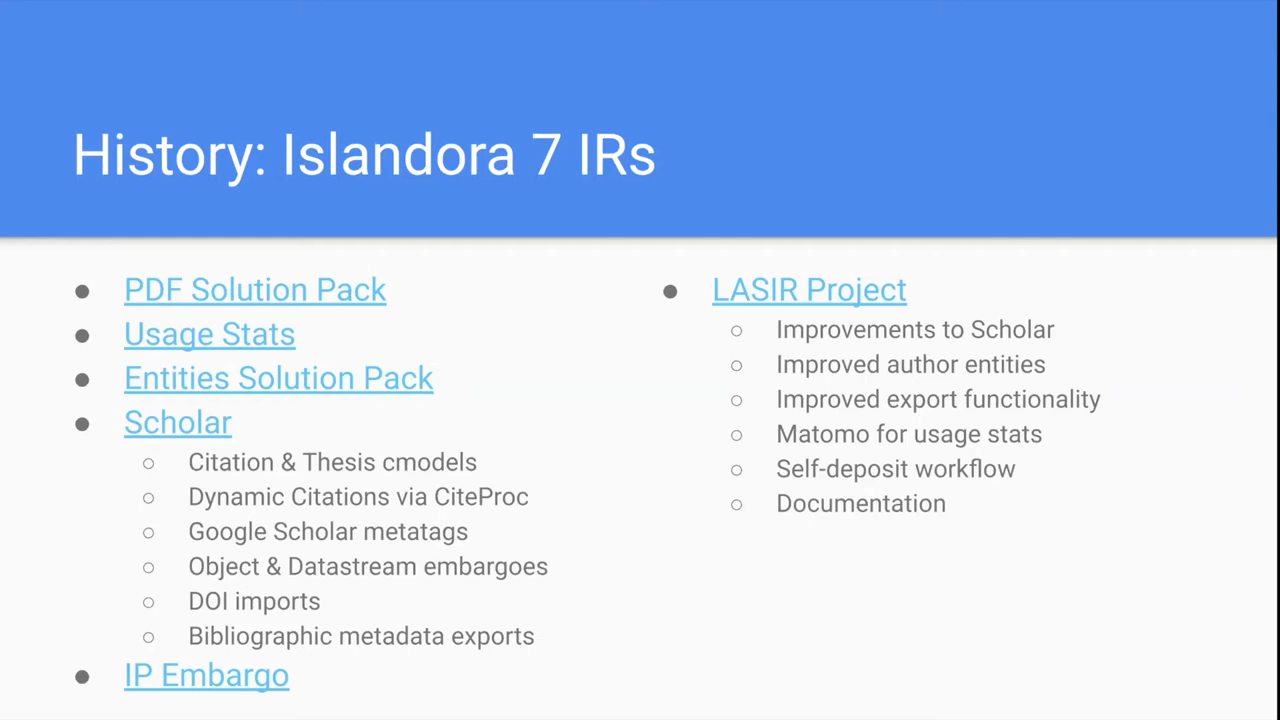 History: Islandora 7 IRs
● PDF Solution Pack
● Usage Stats
● Entities Solution Pack
● Scholar
○ Citation & Thesis cmodels
○ Dynamic Citations via CiteProc
○ Google Scholar metatags
○ Object & Datastream embargoes
○ DOI imports
○ Bibliographic metadata exports
● IP Embargo
● LASIR Project
○ Improvements to Scholar
○ Improved author entities
○ Improved export functionality
○ Matomo for usage stats
○ Self-deposit workflow
○ Documentation